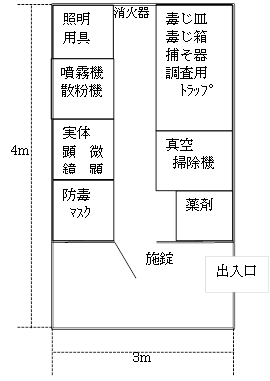 照明
用具
消火器
毒じ皿
毒じ箱
捕そ器
調査用
ﾄﾗｯﾌﾟ
噴霧機
散粉機
実体
顕 微
鏡 顕
真空
掃除機
防毒
ﾏｽｸ
薬剤
施錠
出入口
4m
3m